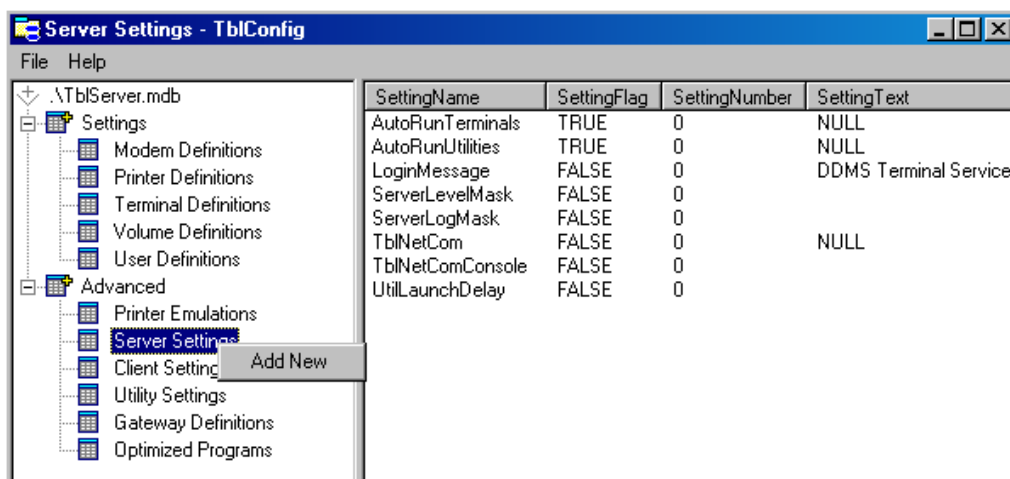 Server Settings - TblConfig
File Help
.\TblServer.mdb
Settings
Modem Definitions
Printer Definitions
Terminal Definitions
Volume Definitions
User Definitions
Advanced
Printer Emulations
Server Settings
Client Setting
Utility Settings
Gateway Definitions
Optimized Programs
Add New
SettingName SettingFlag SettingNumber SettingText
AutoRunTerminals TRUE 0 NULL
AutoRunUtilities TRUE 0 NULL
LoginMessage FALSE 0 DDMS Terminal Service
ServerLevelMask FALSE 0
ServerLogMask FALSE 0
TblNetCom FALSE 0 NULL
TblNetComConsole FALSE 0
UtilLaunchDelay FALSE 0